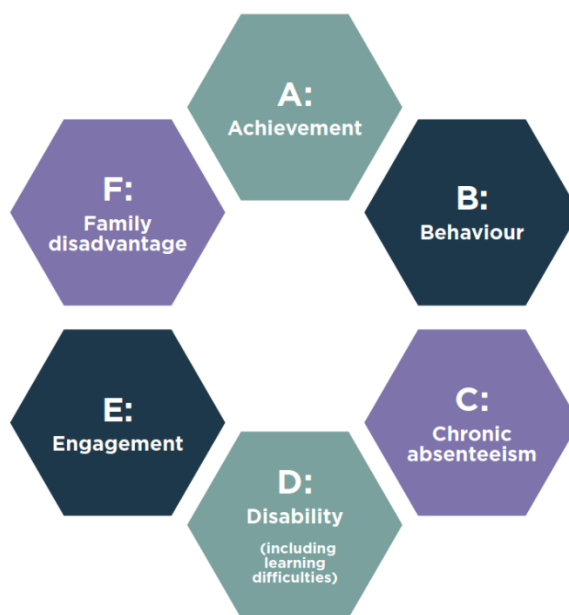 A:
Achievement
B:
Behaviour
C:
Chronic
absenteeism
D:
Disability
(including
learning
difficulties)
E:
Engagement
F:
Family
disadvantage